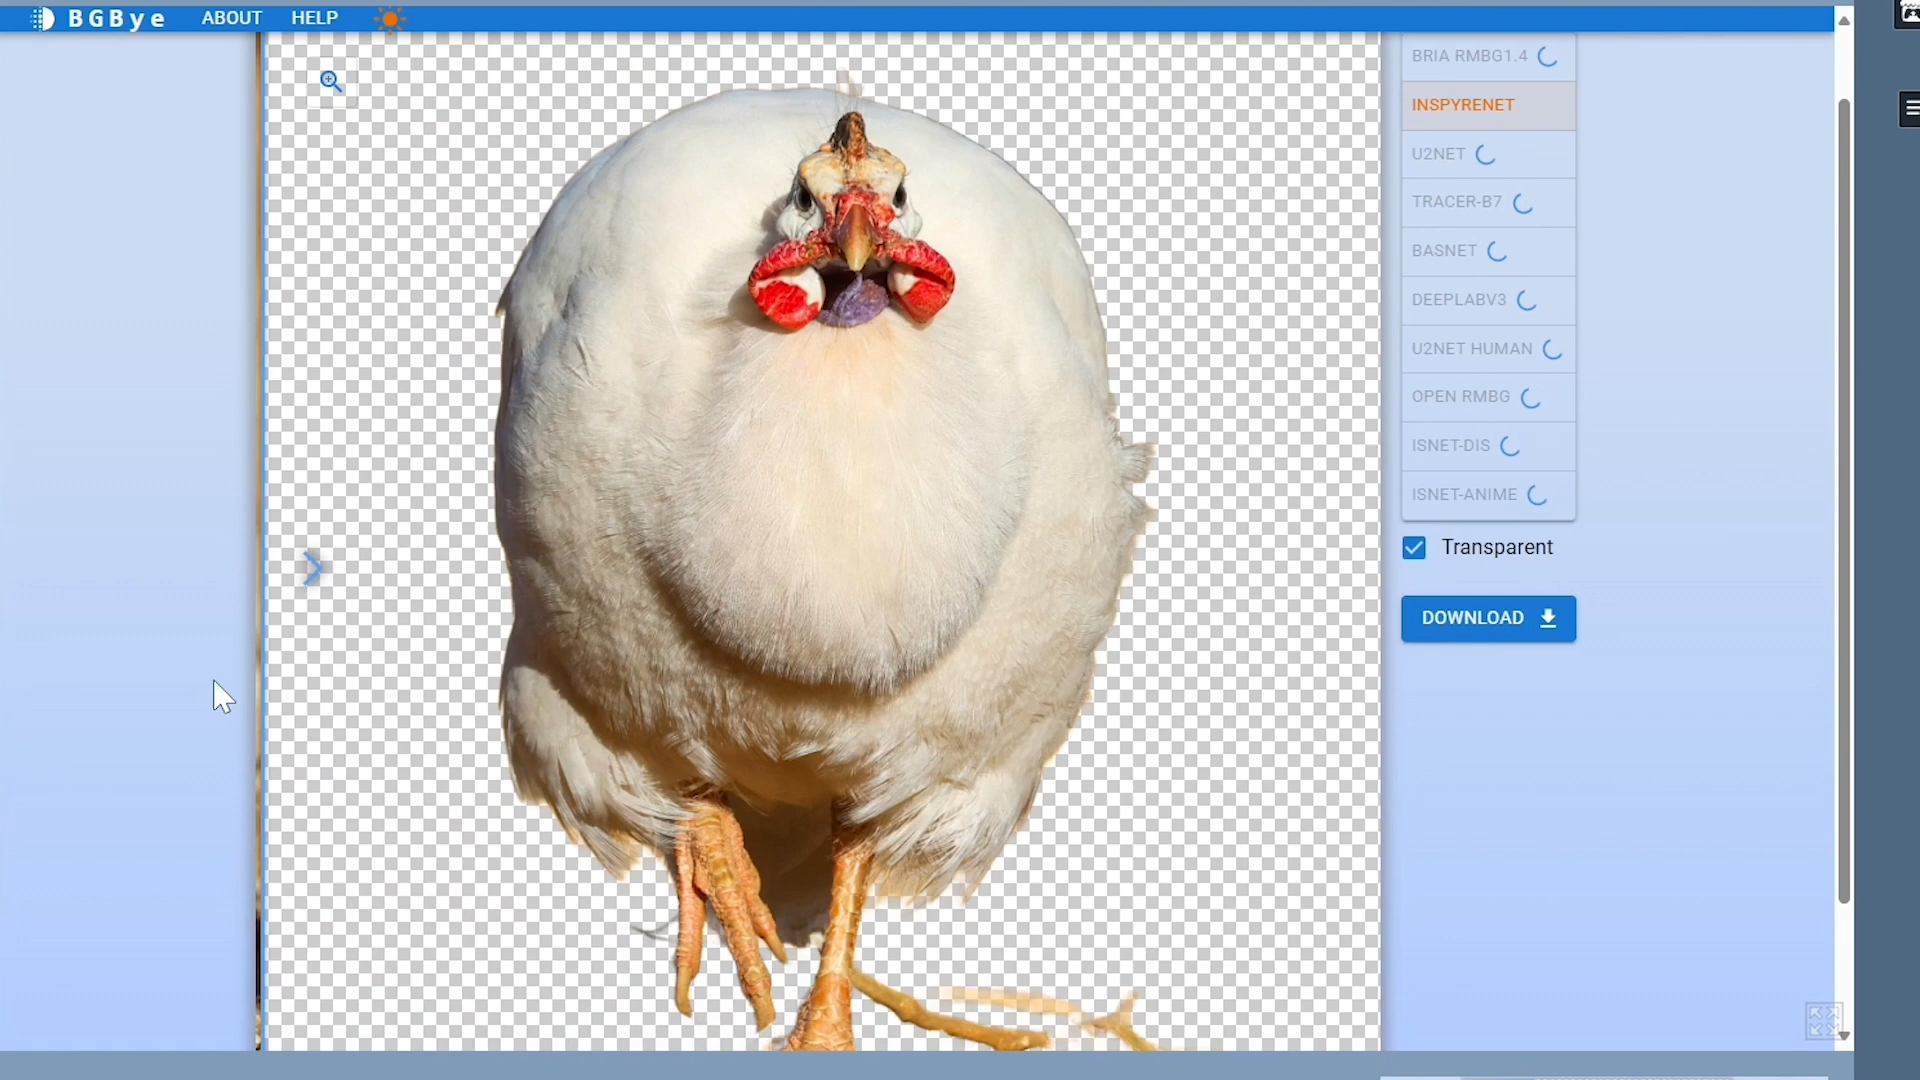 BGBye ABOUT HELP
BRIA RMBG1.4
INSPYRENET
U2NET
TRACER-B7
BASNET
DEEPLABV3
U2NET HUMAN
OPEN RMBG
ISNET-DIS
ISNET-ANIME
Transparent
DOWNLOAD